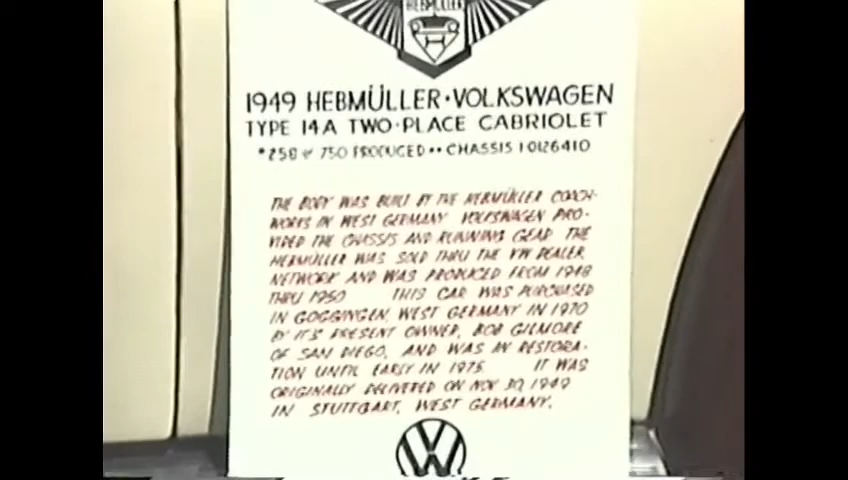 HEBMÜLLER
1949 HEBMÜLLER·VOLKSWAGEN
TYPE 14A TWO·PLACE CABRIOLET
*258 of 750 PRODUCED •• CHASSIS 10126410
THE BODY WAS BUILT BY THE HEBMÜLLER COACH-
WORKS IN WEST GERMANY VOLKSWAGEN PRO-
VIDED THE CHASSIS AND RUNNING GEAR THE
HEBMÜLLER WAS SOLD THRU THE VW DEALER
NETWORK AND WAS PRODUCED FROM 1948
THRU 1950 THIS CAR WAS PURCHASED
IN GOGGINGEN, WEST GERMANY IN 1970
BY IT'S PRESENT OWNER, BOB GILMORE
OF SAN DIEGO, AND WAS IN RESTORA-
TION UNTIL EARLY IN 1975 IT WAS
ORIGINALLY DELIVERED ON NOV 30, 1949
IN STUTTGART, WEST GERMANY.
VW